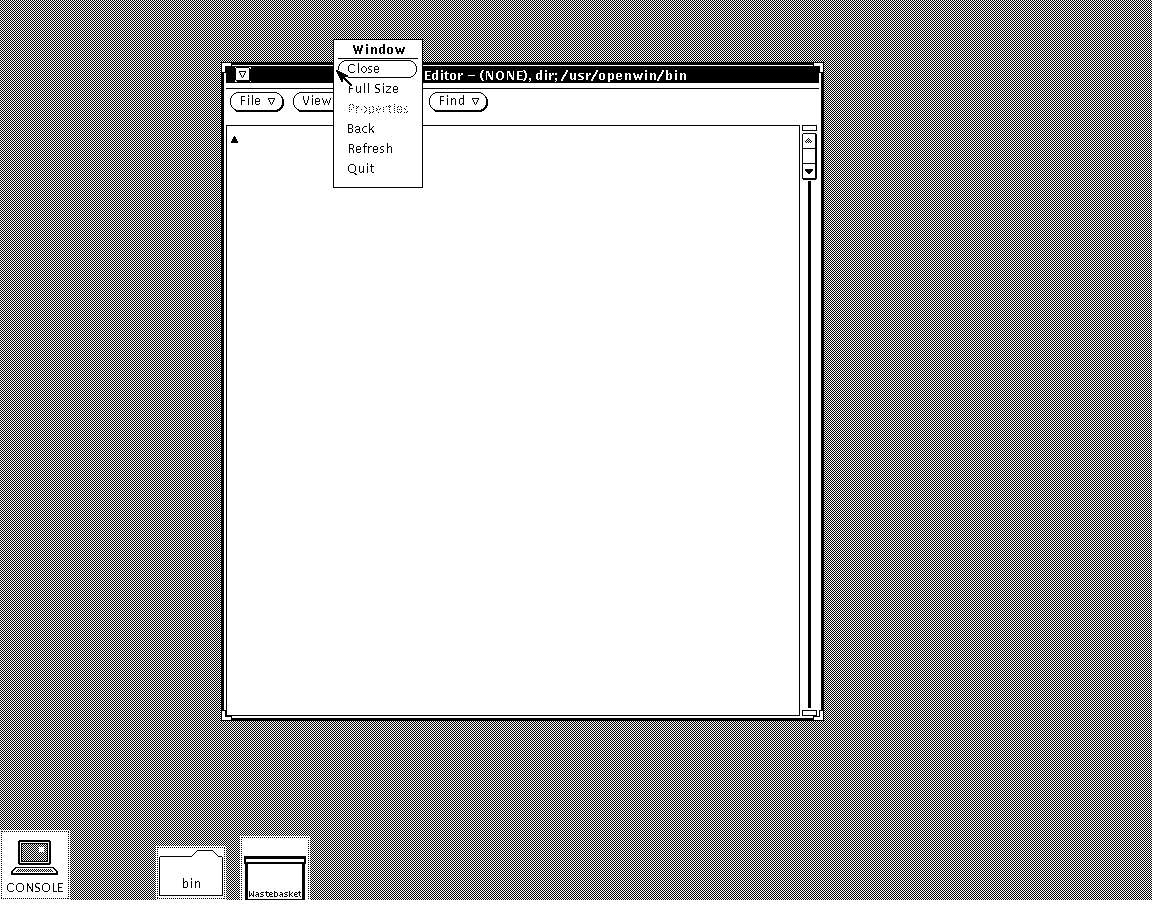 Window
Close
Editor – (NONE), dir; /usr/openwin/bin
Full Size
File View Find
Properties
Back
Refresh
Quit
CONSOLE
bin
Wastebasket